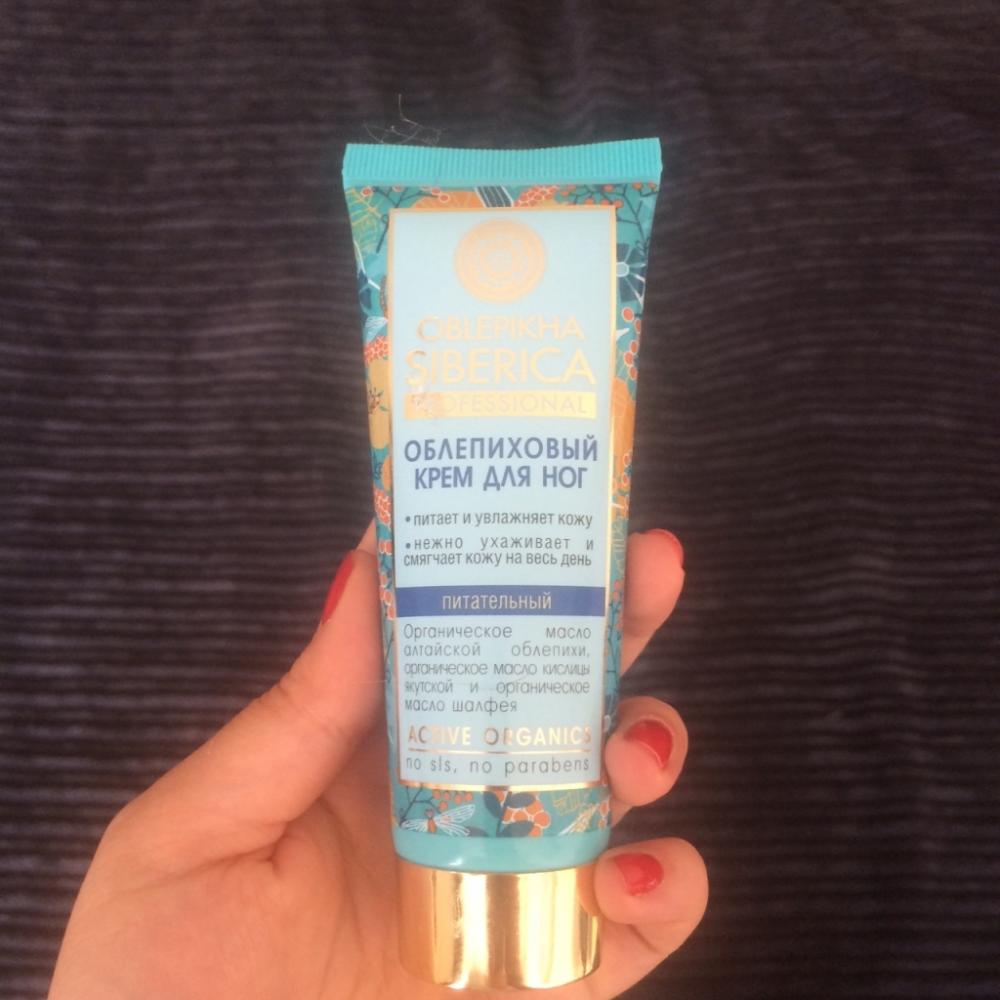 OBLEPIKHA
SIBERICA
PROFESSIONAL
ОБЛЕПИХОВЫЙ
КРЕМ ДЛЯ НОГ
•питает и увлажняет кожу
•нежно ухаживает и
смягчает кожу на весь день
питательный
Органическое масло
алтайской облепихи,
органическое масло кислицы
якутской и органическое
масло шалфея
ACTIVE ORGANICS
no sls, no parabens